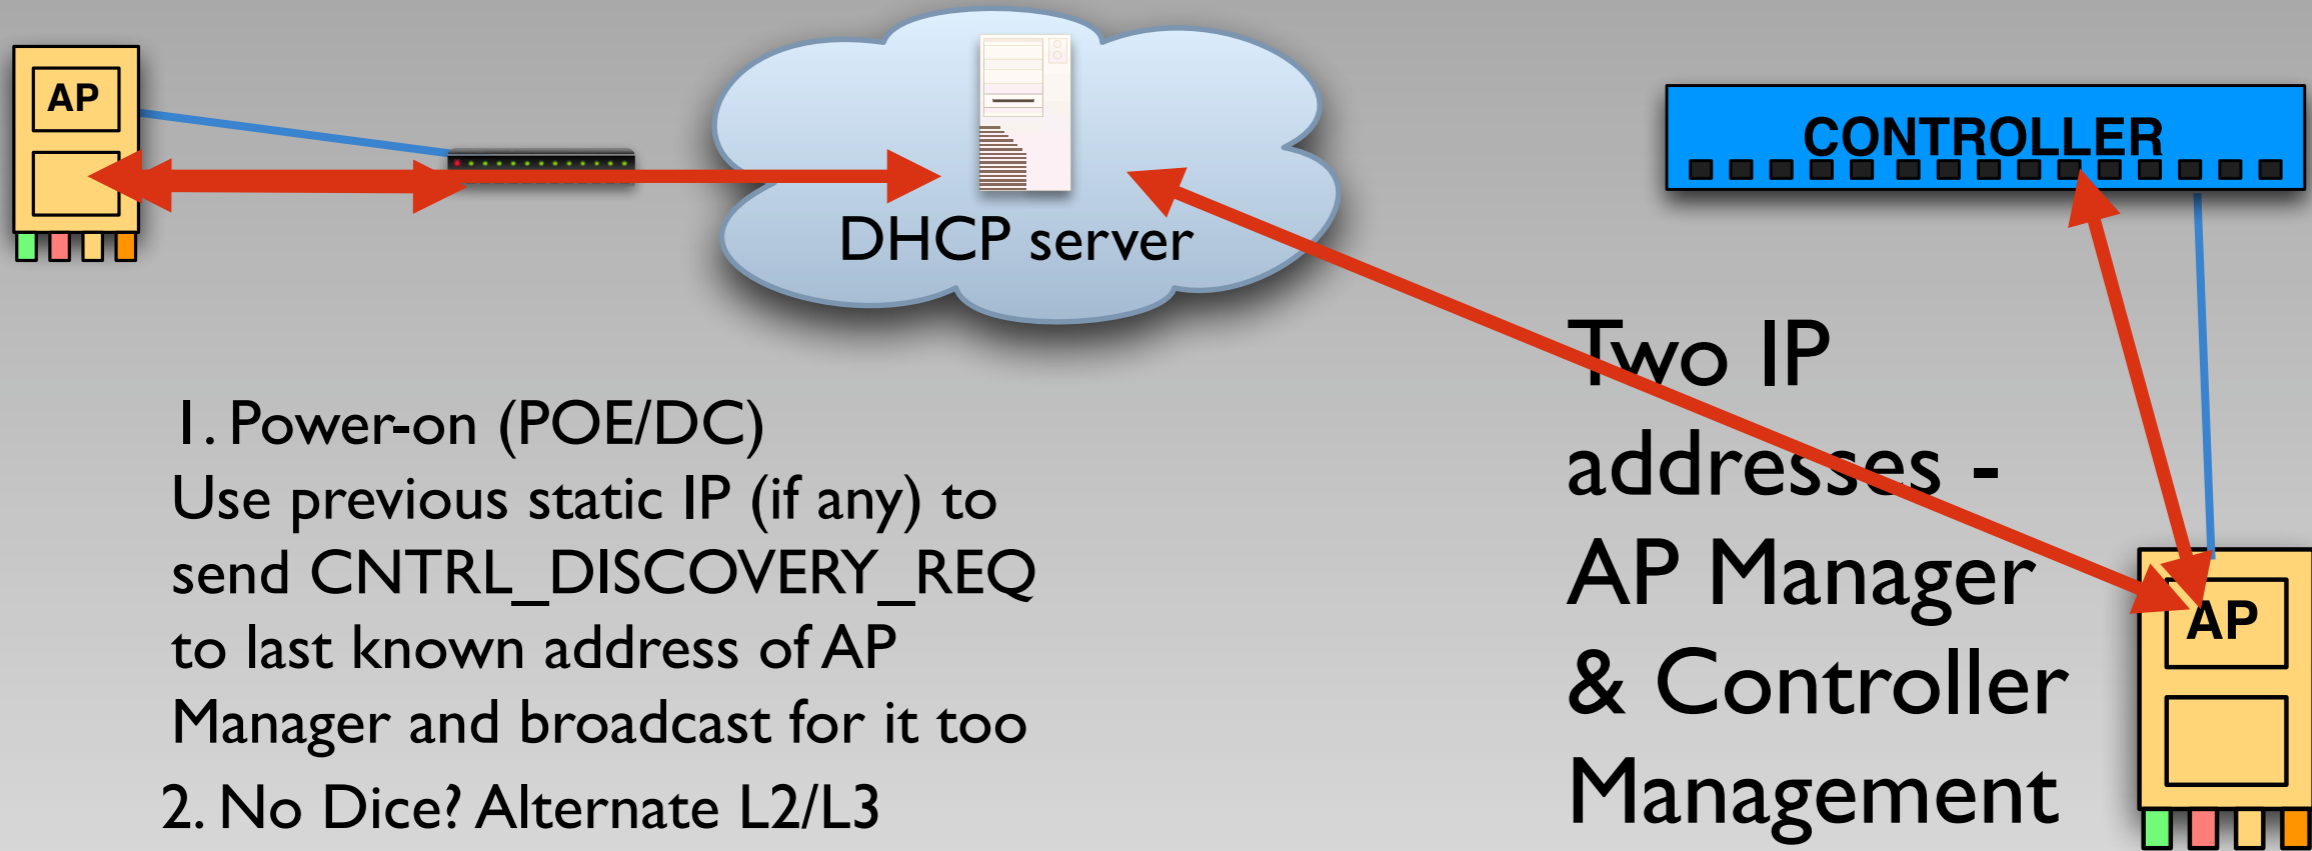 AP
CONTROLLER
DHCP server
1. Power-on (POE/DC)
Use previous static IP (if any) to
send CNTRL_DISCOVERY_REQ
to last known address of AP
Manager and broadcast for it too
2. No Dice? Alternate L2/L3
Two IP
addresses -
AP Manager
& Controller
Management
AP